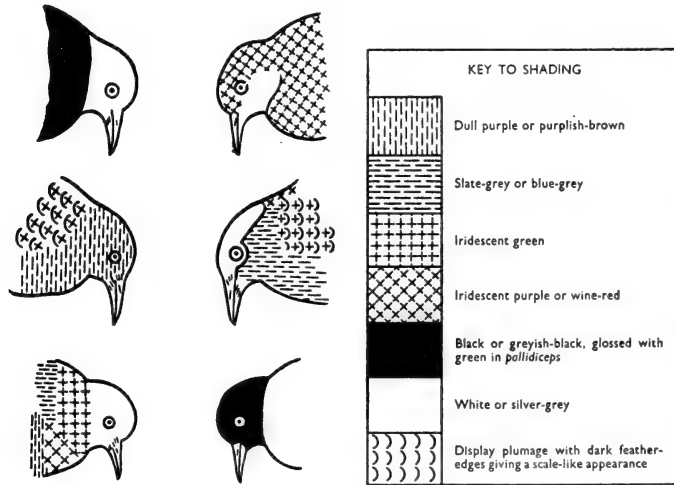 KEY TO SHADING
Dull purple or purplish-brown
Slate-grey or blue-grey
Iridescent green
Iridescent purple or wine-red
Black or greyish-black, glossed with
green in pallidiceps
White or silver-grey
Display plumage with dark feather-
edges giving a scale-like appearance